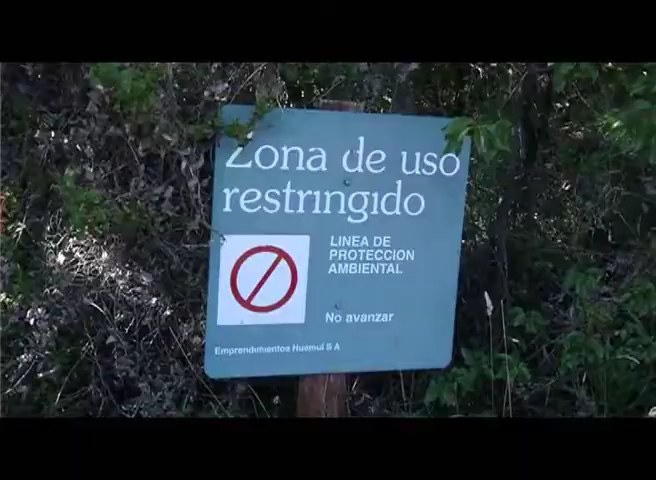 Zona de uso
restringido
LINEA DE
PROTECCION
AMBIENTAL
No avanzar
Emprendimientos Huemul S A